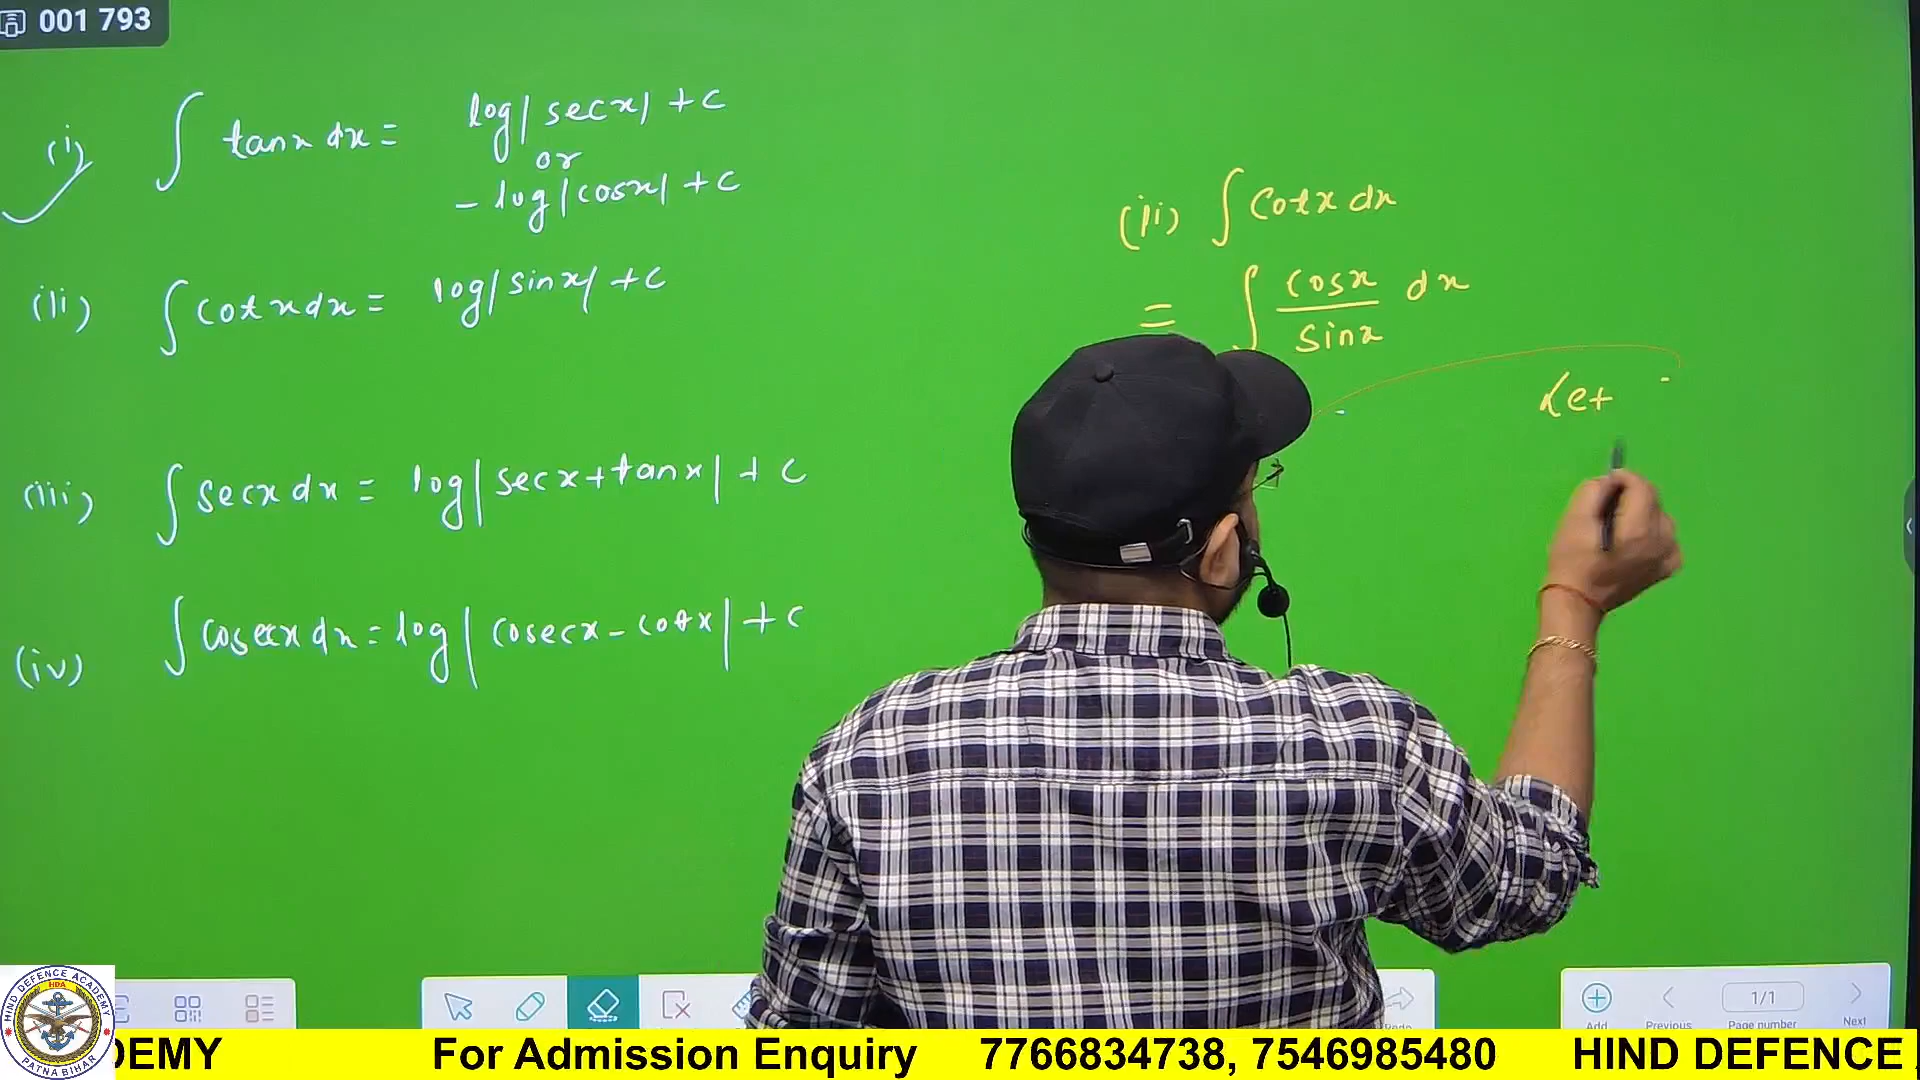 001 793
(i) ∫ tanx dx = log|secx| + c
or
- log|cosx| + c
(ii) ∫ cotx dx = log|sinx| + c
(iii) ∫ secx dx = log|secx + tanx| + c
(iv) ∫ cosecx dx = log|cosecx - cotx| + c
(ii) ∫ cotx dx
= ∫ cosx/sinx dx
Let
Add
Previous
1/1
Page number
Next
Redo
HIND DEFENCE ACADEMY
HDA
PATNA BIHAR
DEMY For Admission Enquiry 7766834738, 7546985480 HIND DEFENCE